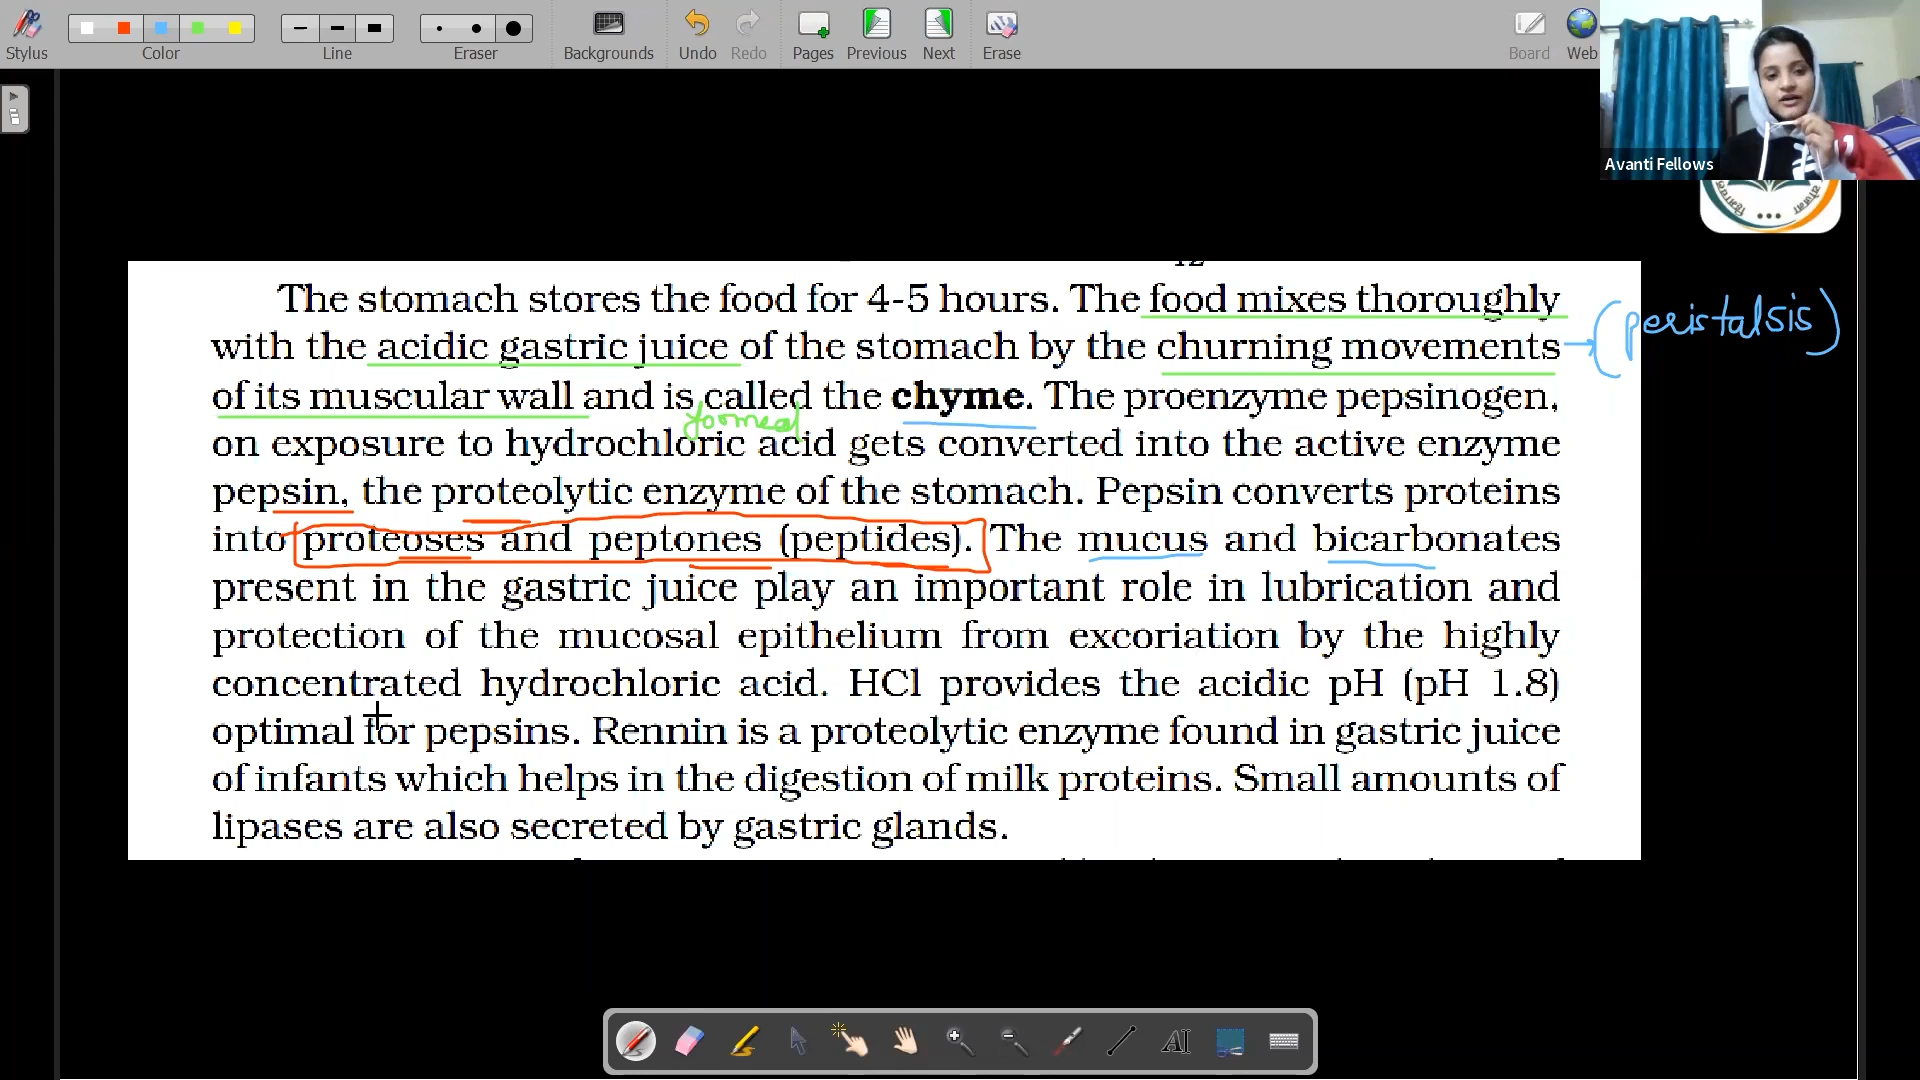 Stylus Color Line Eraser Backgrounds Undo Redo Pages Previous Next Erase Board Web
Avanti Fellows
The stomach stores the food for 4-5 hours. The food mixes thoroughly
(peristalsis)
with the acidic gastric juice of the stomach by the churning movements
of its muscular wall and is called the chyme. The proenzyme pepsinogen,
formed
on exposure to hydrochloric acid gets converted into the active enzyme
pepsin, the proteolytic enzyme of the stomach. Pepsin converts proteins
into proteoses and peptones (peptides). The mucus and bicarbonates
present in the gastric juice play an important role in lubrication and
protection of the mucosal epithelium from excoriation by the highly
concentrated hydrochloric acid. HCl provides the acidic pH (pH 1.8)
optimal for pepsins. Rennin is a proteolytic enzyme found in gastric juice
of infants which helps in the digestion of milk proteins. Small amounts of
lipases are also secreted by gastric glands.